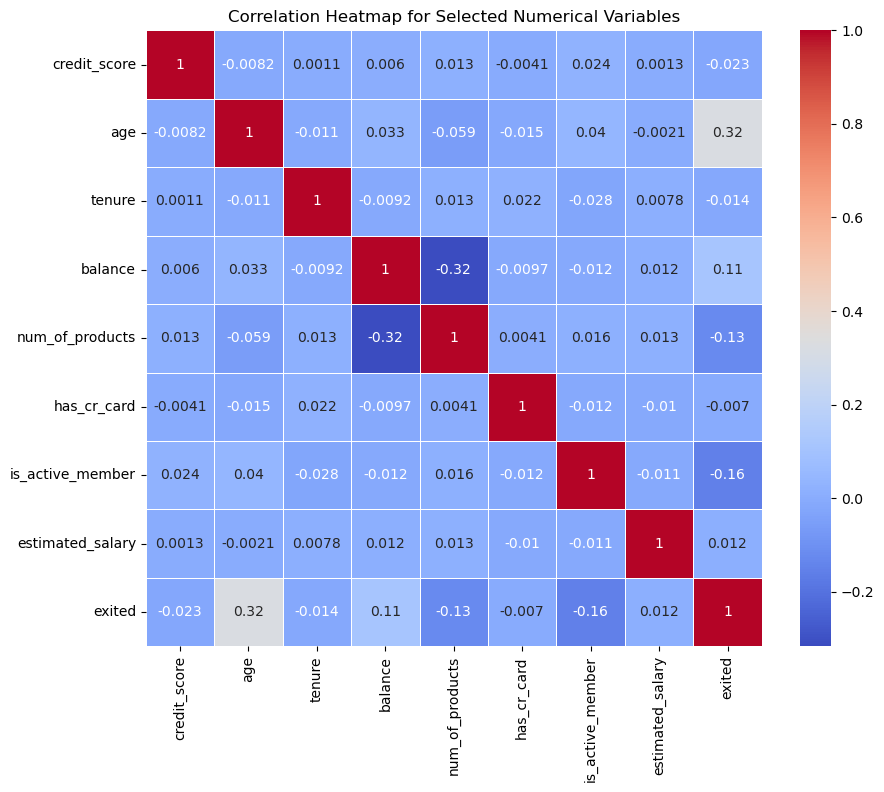 Correlation Heatmap for Selected Numerical Variables
credit_score 1 -0.0082 0.0011 0.006 0.013 -0.0041 0.024 0.0013 -0.023
age -0.0082 1 -0.011 0.033 -0.059 -0.015 0.04 -0.0021 0.32
tenure 0.0011 -0.011 1 -0.0092 0.013 0.022 -0.028 0.0078 -0.014
balance 0.006 0.033 -0.0092 1 -0.32 -0.0097 -0.012 0.012 0.11
num_of_products 0.013 -0.059 0.013 -0.32 1 0.0041 0.016 0.013 -0.13
has_cr_card -0.0041 -0.015 0.022 -0.0097 0.0041 1 -0.012 -0.01 -0.007
is_active_member 0.024 0.04 -0.028 -0.012 0.016 -0.012 1 -0.011 -0.16
estimated_salary 0.0013 -0.0021 0.0078 0.012 0.013 -0.01 -0.011 1 0.012
exited -0.023 0.32 -0.014 0.11 -0.13 -0.007 -0.16 0.012 1
credit_score
age
tenure
balance
num_of_products
has_cr_card
is_active_member
estimated_salary
exited
1.0
0.8
0.6
0.4
0.2
0.0
−0.2